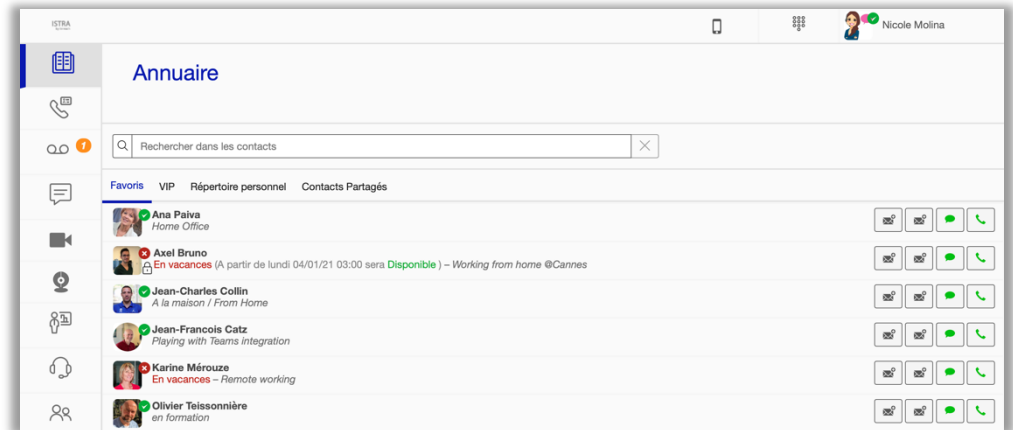 ISTRA
Nicole Molina
Annuaire
1
Rechercher dans les contacts
Favoris VIP Répertoire personnel Contacts Partagés
Ana Paiva
Home Office
Axel Bruno
En vacances (A partir de lundi 04/01/21 03:00 sera Disponible ) – Working from home @Cannes
Jean-Charles Collin
A la maison / From Home
Jean-Francois Catz
Playing with Teams integration
Karine Mérouze
En vacances – Remote working
Olivier Teissonnière
en formation